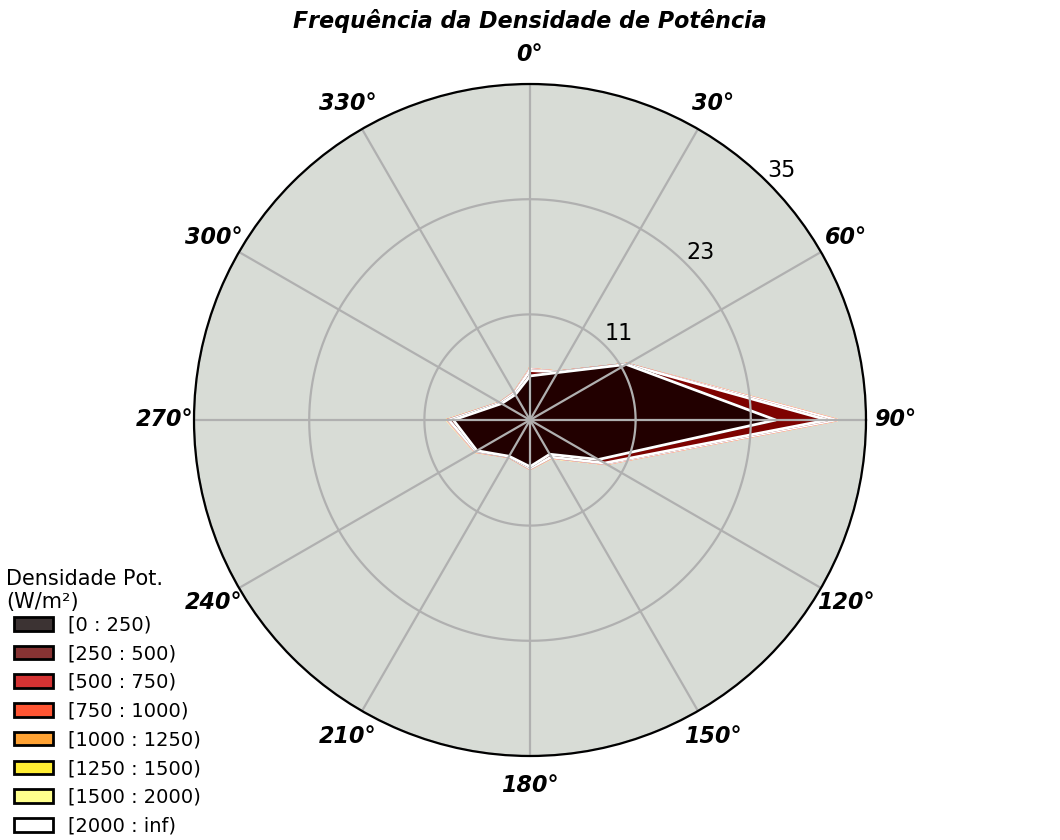 Frequência da Densidade de Potência
0°
330°
30°
35
300°
60°
23
11
270°
90°
240°
120°
210°
150°
180°
Densidade Pot.
(W/m²)
[0 : 250)
[250 : 500)
[500 : 750)
[750 : 1000)
[1000 : 1250)
[1250 : 1500)
[1500 : 2000)
[2000 : inf)